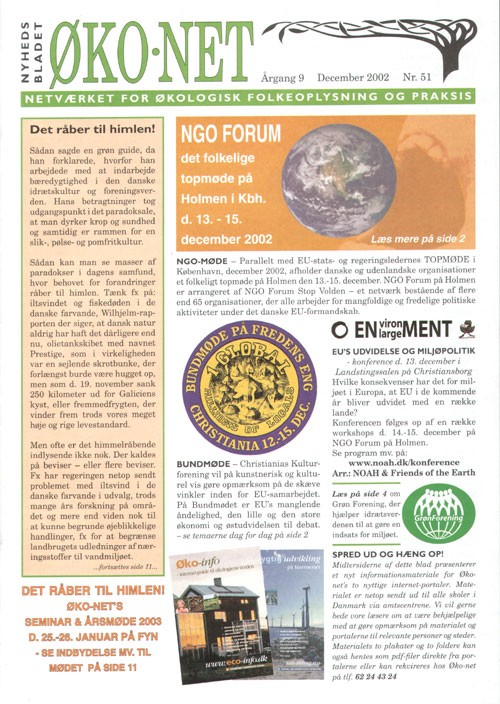 NYHEDS
BLADET
ØKO·NET
Årgang 9 December 2002 Nr. 51
NETVÆRKET FOR ØKOLOGISK FOLKEOPLYSNING OG PRAKSIS
Det råber til himlen!
Sådan sagde en grøn guide, da
han forklarede, hvorfor han
arbejdede med at indarbejde
bæredygtighed i den danske
idrætskultur og foreningsver-
den. Hans betragtninger tog
udgangspunkt i det paradoksale,
at man dyrker krop og sundhed
og samtidig er rammen for en
slik-, pølse- og pomfritkultur.
Sådan kan man se masser af
paradokser i dagens samfund,
hvor behovet for forandringer
råber til himlen. Tænk fx på:
iltsvindet og fiskedøden i de
danske farvande, Wilhjelm-rap-
porten der siger, at dansk natur
aldrig har haft det dårligere end
nu, olietankskibet med navnet
Prestige, som i virkeligheden
var en sejlende skrotbunke, der
forlængst burde være hugget op,
men som d. 19. november sank
250 kilometer ud for Galiciens
kyst, eller fremmedfrygten, der
vinder frem trods vores meget
høje og rige levestandard.
Men ofte er det himmelråbende
indlysende ikke nok. Der kaldes
på beviser – eller flere beviser.
Fx har regeringen netop sendt
problemet med iltsvind i de
danske farvande i udvalg, trods
mange års forskning på områ-
det og mere end viden nok til
at kunne begrunde øjeblikkelige
handlinger, fx for at begrænse
landbrugets udledninger af næ-
ingsstoffer til vandmiljøet.
...fortsættes side 11...
DET RÅBER TIL HIMLEN!
ØKO-NET'S
SEMINAR & ÅRSMØDE 2003
D. 25.-26. JANUAR PÅ FYN
- SE INDBYDELSE MV. TIL
MØDET PÅ SIDE 11
NGO FORUM
det folkelige
topmøde på
Holmen i Kbh.
d. 13. - 15.
december 2002
Læs mere på side 2
NGO-MØDE – Parallelt med EU-stats- og regeringsledernes TOPMØDE i
København, december 2002, afholder danske og udenlandske organisationer
et folkeligt topmøde på Holmen den 13.-15. december. NGO Forum på Holmen
er arrangeret af NGO Forum Stop Volden – et netværk bestående af flere
end 65 organisationer, der alle arbejder for mangfoldige og fredelige politiske
aktiviteter under det danske EU-formandskab.
BUNDMØDE PÅ FREDENS ENG
1. GLOBAL
CHRISTIANIA 12.-15. DEC.
BUNDMØDE – Christianias Kultur-
forening vil på kunstnerisk og kultu-
rel vis gøre opmærksom på de skæve
vinkler inden for EU-samarbejdet.
På Bundmødet er EU's manglende
åndelighed, den lille og den store
økonomi og østudvidelsen til debat.
– se temaerne dag for dag på side 2
EN viron large MENT
EU'S UDVIDELSE OG MILJØPOLITIK
- konference d. 13. december i
Landstingssalen på Christiansborg
Hvilke konsekvenser har det for mil-
jøet i Europa, at EU i de kommende
år bliver udvidet med en række
lande?
Konferencen følges op af en række
workshops d. 14.-15. december på
NGO Forum på Holmen.
Se program mv. på:
www.noah.dk/konference
Arr.: NOAH & Friends of the Earth
Læs på side 4 om
Grøn Forening, der
hjælper idrætsver-
denen til at gøre en
indsats for miljøet.
GrønForening
SPRED UD OG HÆNG OP!
Midtersiderne af dette blad præsenterer
et nyt informationsmateriale for Øko-
net's to nyttige internet-portaler. Mate-
rialet er netop sendt ud til alle skoler i
Danmark via amtscentrene. Vi vil gerne
bede vore læsere om at være behjælpelige
med at gøre opmærksom på materialet og
portalerne til relevante personer og steder.
Materialets to plakater og to foldere kan
også hentes som pdf-filer direkte fra por-
talerne eller kan rekvireres hos Øko-net
på tlf. 62 24 43 24
Øko-info
www.eco-info.dk